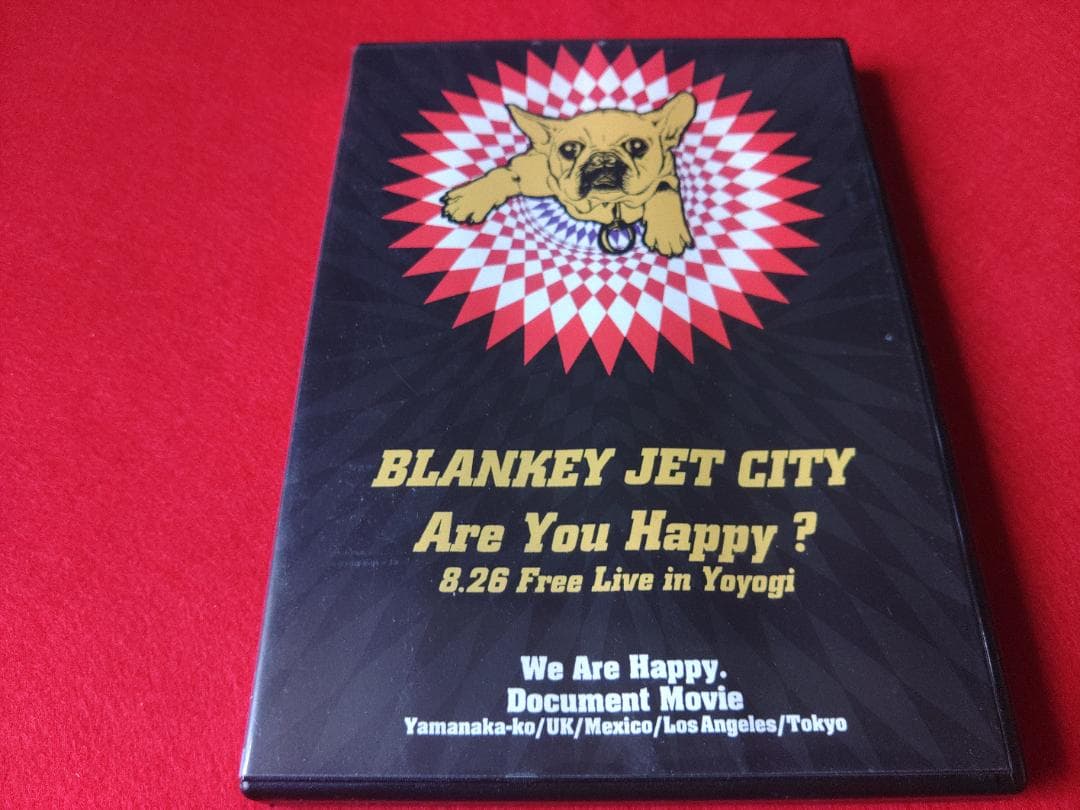 BLANKEY JET CITY
Are You Happy ?
8.26 Free Live in Yoyogi
We Are Happy.
Document Movie
Yamanaka-ko/UK/Mexico/Los Angeles/Tokyo